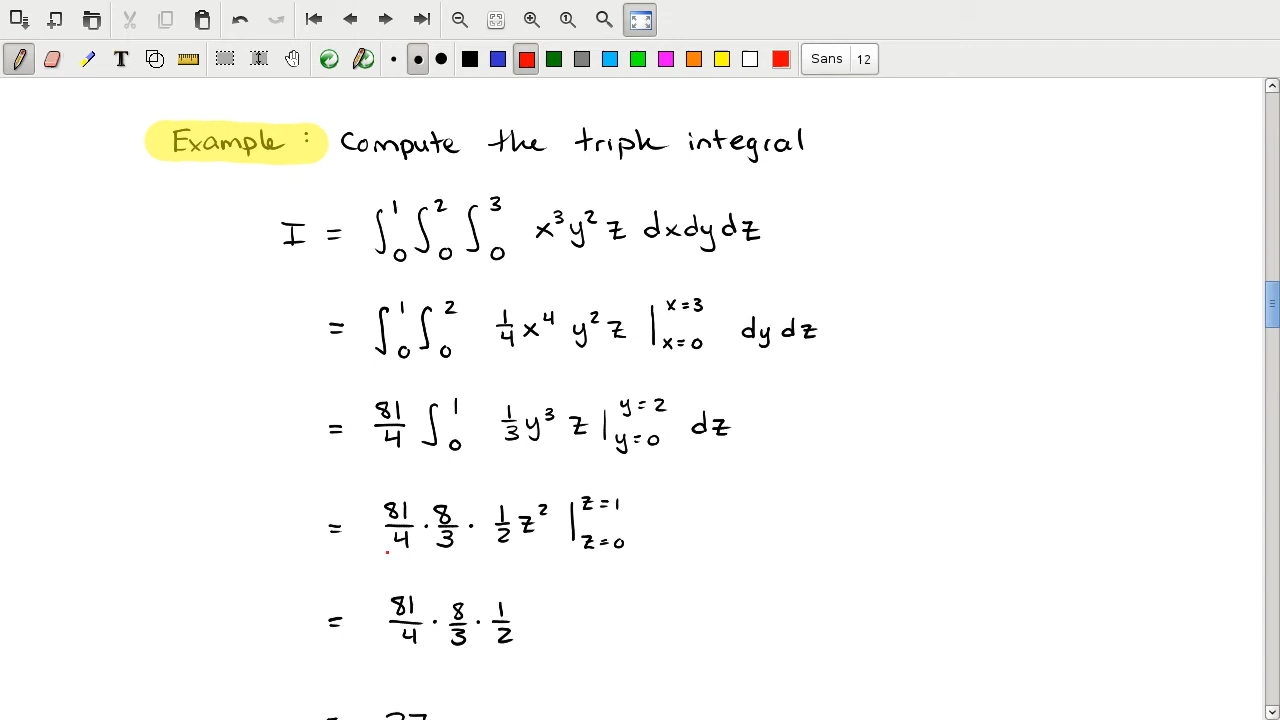 T Sans 12
Example : Compute the triple integral
I = ∫₀¹ ∫₀² ∫₀³ x³y²z dxdydz
= ∫₀¹ ∫₀² 1/4 x⁴ y²z |_{x=0}^{x=3} dydz
= 81/4 ∫₀¹ 1/3 y³ z |_{y=0}^{y=2} dz
= 81/4 · 8/3 · 1/2 z² |_{z=0}^{z=1}
= 81/4 · 8/3 · 1/2
= 27